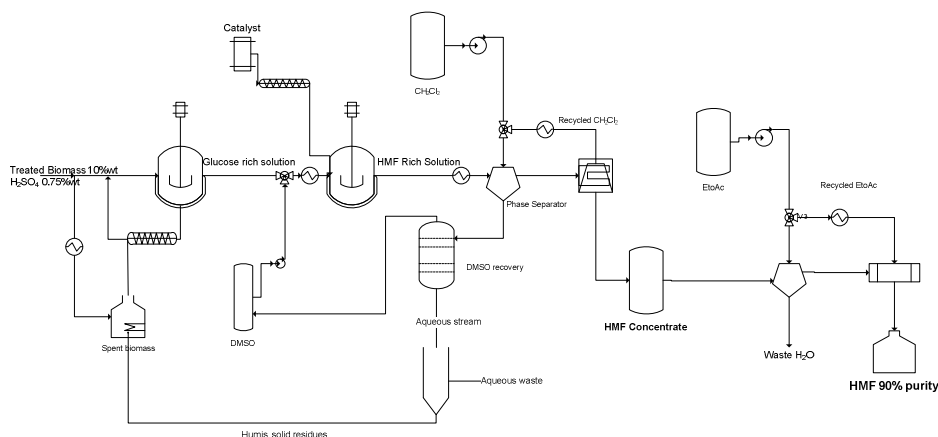 Catalyst
CH2Cl2
Recycled CH2Cl2
EtoAc
Recycled EtoAc
Treated Biomass 10%wt
H2SO4 0.75%wt
Glucose rich solution
HMF Rich Solution
Phase Separator
V3
DMSO recovery
DMSO
Spent biomass
Aqueous stream
Aqueous waste
Humis solid residues
HMF Concentrate
Waste H2O
HMF 90% purity